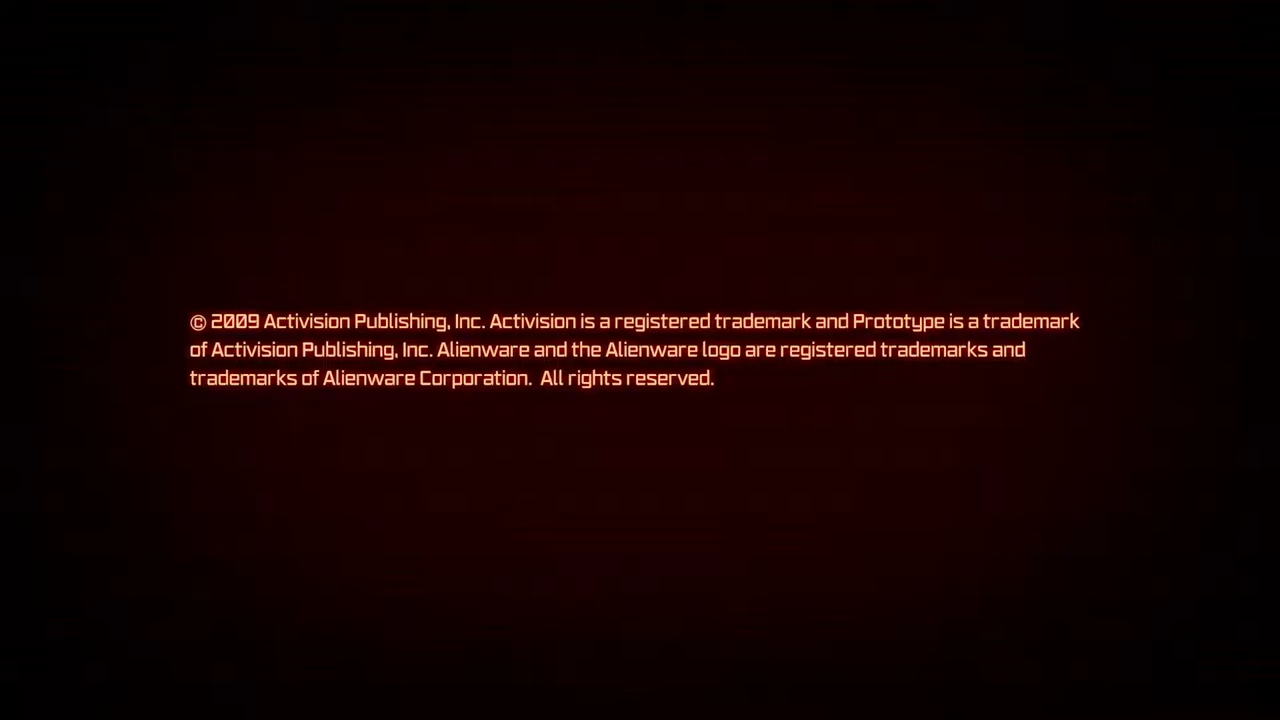 © 2009 Activision Publishing, Inc. Activision is a registered trademark and Prototype is a trademark
of Activision Publishing, Inc. Alienware and the Alienware logo are registered trademarks and
trademarks of Alienware Corporation.  All rights reserved.